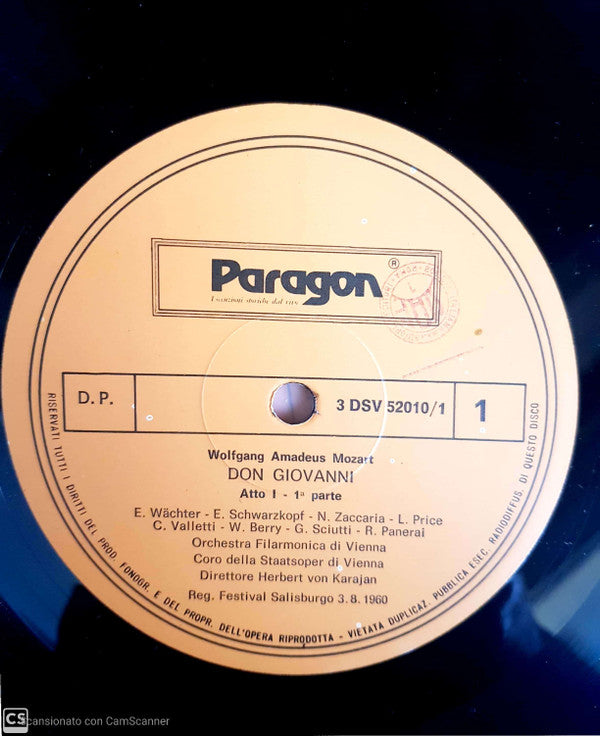 Paragon®
D. P.
3 DSV 52010/1
1
Wolfgang Amadeus Mozart
DON GIOVANNI
Atto I - 1ª parte
E. Wächter - E. Schwarzkopf - N. Zaccaria - L. Price
C. Valletti - W. Berry - G. Sciutti - R. Panerai
Orchestra Filarmonica di Vienna
Coro della Staatsoper di Vienna
Direttore Herbert von Karajan
Reg. Festival Salisburgo 3.8.1960
RISERVATI TUTTI I DIRITTI DEL PROD. FONOGR. E DEL PROPR. DELL'OPERA RIPRODOTTA - VIETATA DUPLICAZ. PUBBLICA ESEC. RADIODIFFUS. DI QUESTO DISCO
CS
Scansionato con CamScanner